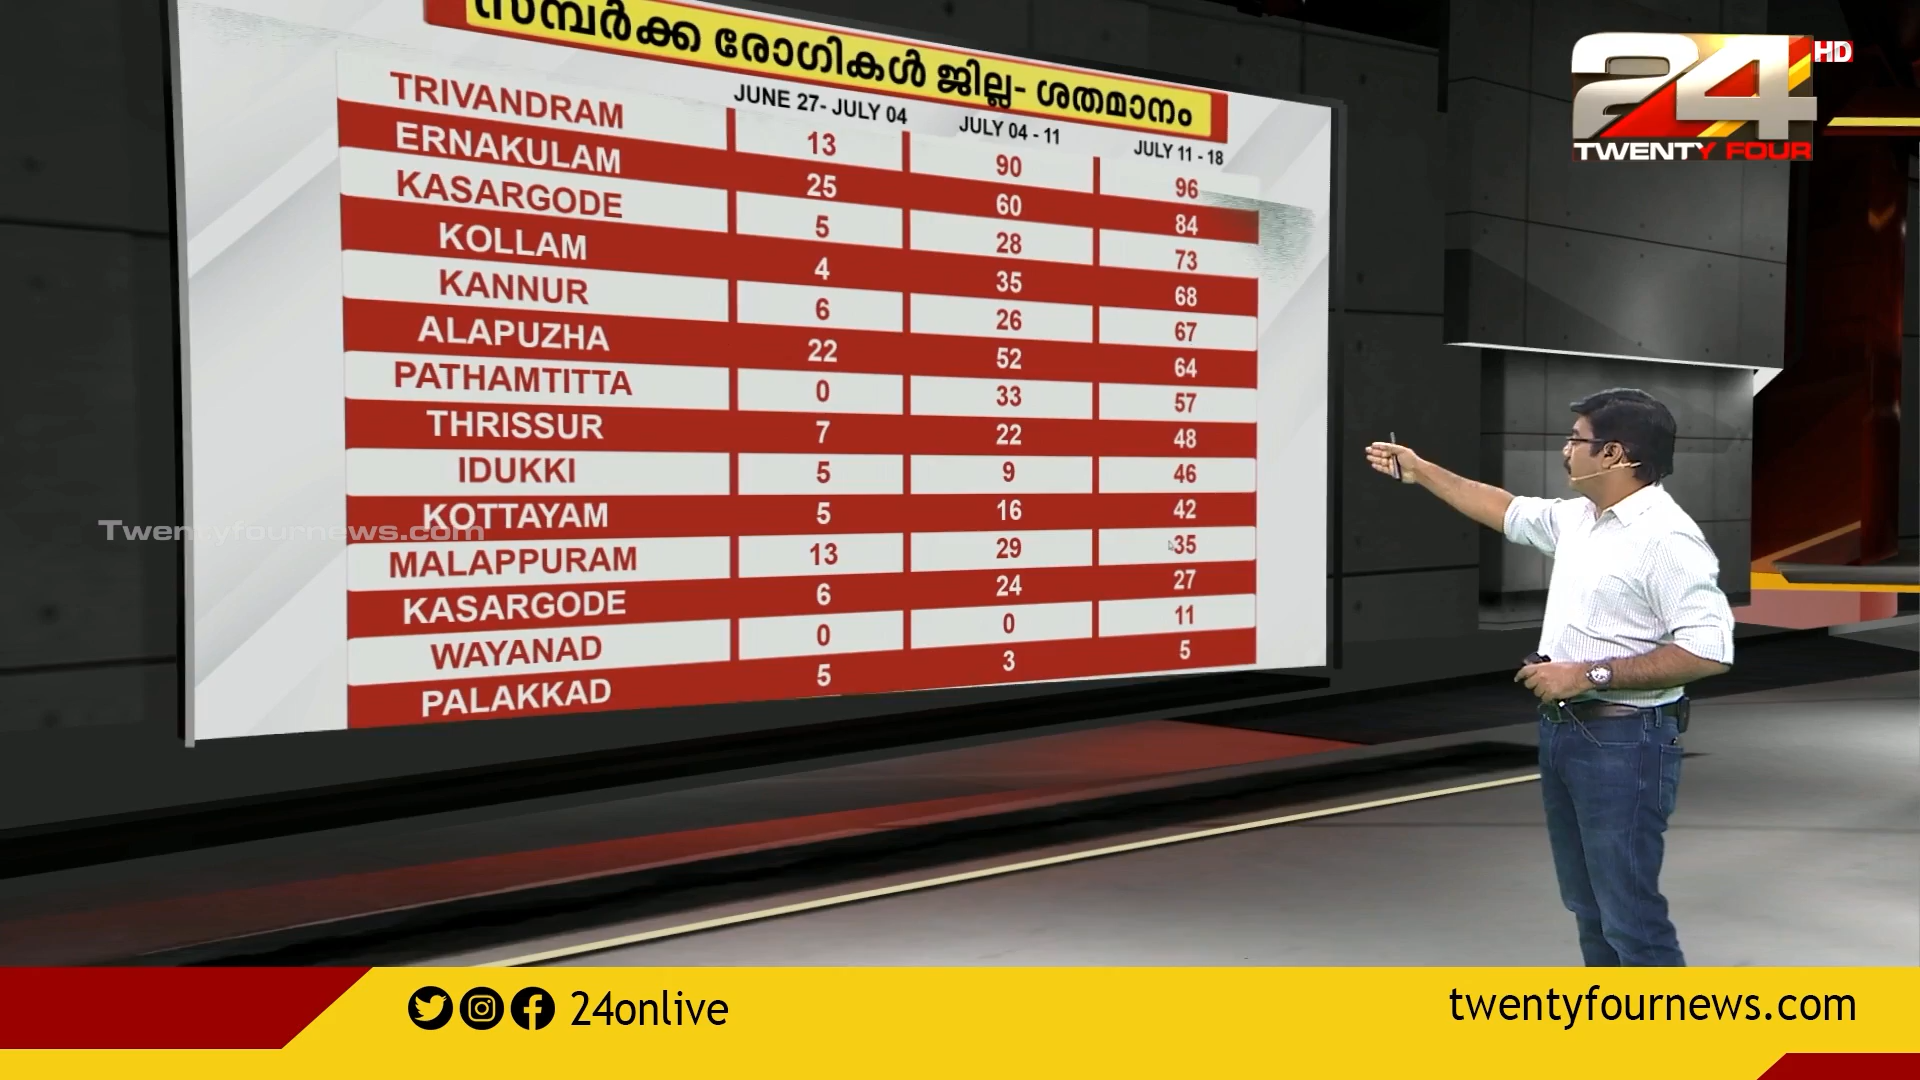 സമ്പർക്ക രോഗികൾ ജില്ല- ശതമാനം
JUNE 27- JULY 04 JULY 04 - 11 JULY 11 - 18
TRIVANDRAM 13 90 96
ERNAKULAM 25 60 84
KASARGODE 5 28 73
KOLLAM 4 35 68
KANNUR 6 26 67
ALAPUZHA 22 52 64
PATHAMTITTA 0 33 57
THRISSUR 7 22 48
IDUKKI 5 9 46
KOTTAYAM 5 16 42
MALAPPURAM 13 29 35
KASARGODE 6 24 27
WAYANAD 0 0 11
PALAKKAD 5 3 5
24 HD
TWENTY FOUR
Twentyfournews.com
24onlive
twentyfournews.com